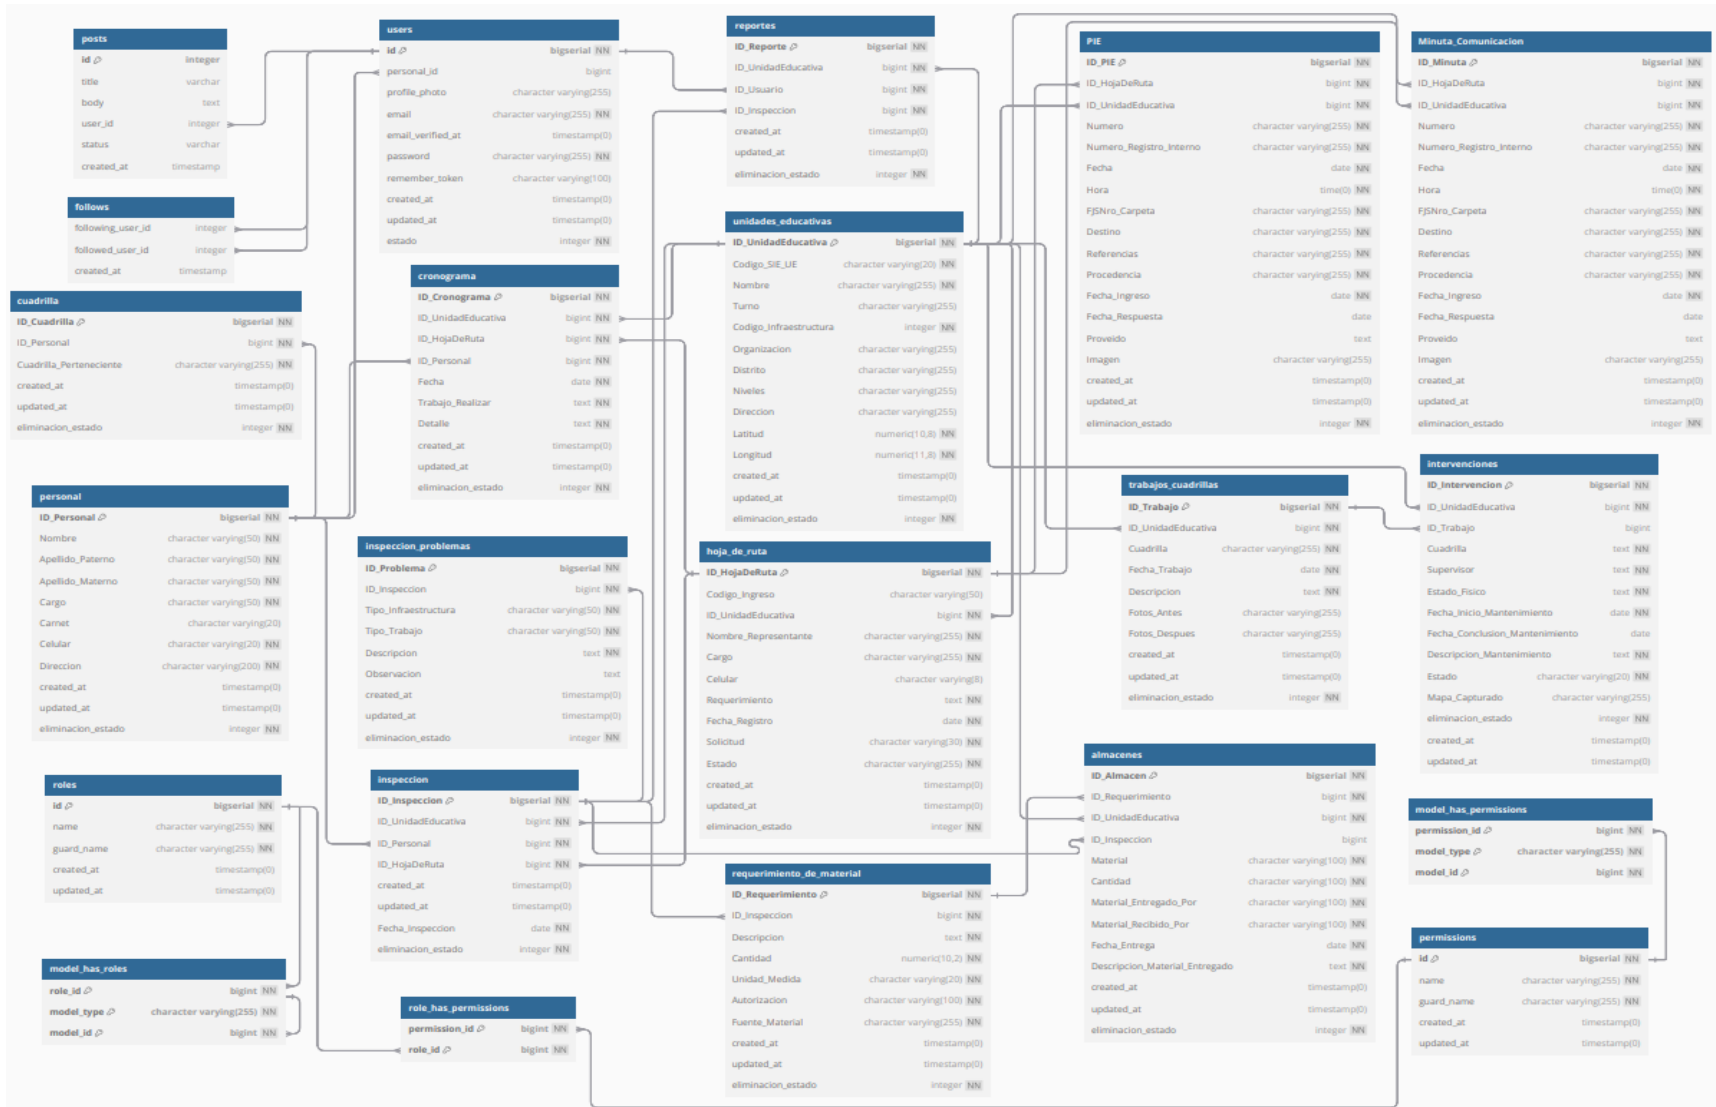 posts
id integer
title varchar
body text
user_id integer
status varchar
created_at timestamp
follows
following_user_id integer
followed_user_id integer
created_at timestamp
users
id bigserial NN
personal_id bigint
profile_photo character varying(255)
email character varying(255) NN
email_verified_at timestamp(0)
password character varying(255) NN
remember_token character varying(100)
created_at timestamp(0)
updated_at timestamp(0)
estado integer NN
reportes
ID_Reporte bigserial NN
ID_UnidadEducativa bigint NN
ID_Usuario bigint NN
ID_Inspeccion bigint NN
created_at timestamp(0)
updated_at timestamp(0)
eliminacion_estado integer NN
PIE
ID_PIE bigserial NN
ID_HojaDeRuta bigint NN
ID_UnidadEducativa bigint NN
Numero character varying(255) NN
Numero_Registro_Interno character varying(255) NN
Fecha date NN
Hora time(0) NN
FJSNro_Carpeta character varying(255) NN
Destino character varying(255) NN
Referencias character varying(255) NN
Procedencia character varying(255) NN
Fecha_Ingreso date NN
Fecha_Respuesta date
Proveido text
Imagen character varying(255)
created_at timestamp(0)
updated_at timestamp(0)
eliminacion_estado integer NN
Minuta_Comunicacion
ID_Minuta bigserial NN
ID_HojaDeRuta bigint NN
ID_UnidadEducativa bigint NN
Numero character varying(255) NN
Numero_Registro_Interno character varying(255) NN
Fecha date NN
Hora time(0) NN
FJSNro_Carpeta character varying(255) NN
Destino character varying(255) NN
Referencias character varying(255) NN
Procedencia character varying(255) NN
Fecha_Ingreso date NN
Fecha_Respuesta date
Proveido text
Imagen character varying(255)
created_at timestamp(0)
updated_at timestamp(0)
eliminacion_estado integer NN
unidades_educativas
ID_UnidadEducativa bigserial NN
Codigo_SIE_UE character varying(20) NN
Nombre character varying(255) NN
Turno character varying(255)
Codigo_Infraestructura integer NN
Organizacion character varying(255)
Distrito character varying(255)
Niveles character varying(255)
Direccion character varying(255)
Latitud numeric(10,8) NN
Longitud numeric(11,8) NN
created_at timestamp(0)
updated_at timestamp(0)
eliminacion_estado integer NN
cronograma
ID_Cronograma bigserial NN
ID_UnidadEducativa bigint NN
ID_HojaDeRuta bigint NN
ID_Personal bigint NN
Fecha date NN
Trabajo_Realizar text NN
Detalle text NN
created_at timestamp(0)
updated_at timestamp(0)
eliminacion_estado integer NN
cuadrilla
ID_Cuadrilla bigserial NN
ID_Personal bigint NN
Cuadrilla_Perteneciente character varying(255) NN
created_at timestamp(0)
updated_at timestamp(0)
eliminacion_estado integer NN
personal
ID_Personal bigserial NN
Nombre character varying(50) NN
Apellido_Paterno character varying(50) NN
Apellido_Materno character varying(50) NN
Cargo character varying(50) NN
Carnet character varying(20)
Celular character varying(20) NN
Direccion character varying(200) NN
created_at timestamp(0)
updated_at timestamp(0)
eliminacion_estado integer NN
inspeccion_problemas
ID_Problema bigserial NN
ID_Inspeccion bigint NN
Tipo_Infraestructura character varying(50) NN
Tipo_Trabajo character varying(50) NN
Descripcion text NN
Observacion text
created_at timestamp(0)
updated_at timestamp(0)
eliminacion_estado integer NN
hoja_de_ruta
ID_HojaDeRuta bigserial NN
Codigo_Ingreso character varying(50)
ID_UnidadEducativa bigint NN
Nombre_Representante character varying(255) NN
Cargo character varying(255) NN
Celular character varying(8)
Requerimiento text NN
Fecha_Registro date NN
Solicitud character varying(30) NN
Estado character varying(255) NN
created_at timestamp(0)
updated_at timestamp(0)
eliminacion_estado integer NN
trabajos_cuadrillas
ID_Trabajo bigserial NN
ID_UnidadEducativa bigint NN
Cuadrilla character varying(255) NN
Fecha_Trabajo date NN
Descripcion text NN
Fotos_Antes character varying(255)
Fotos_Despues character varying(255)
created_at timestamp(0)
updated_at timestamp(0)
eliminacion_estado integer NN
intervenciones
ID_Intervencion bigserial NN
ID_UnidadEducativa bigint NN
ID_Trabajo bigint
Cuadrilla text NN
Supervisor text NN
Estado_Fisico text NN
Fecha_Inicio_Mantenimiento date NN
Fecha_Conclusion_Mantenimiento date
Descripcion_Mantenimiento text NN
Estado character varying(20) NN
Mapa_Capturado character varying(255)
eliminacion_estado integer NN
created_at timestamp(0)
updated_at timestamp(0)
roles
id bigserial NN
name character varying(255) NN
guard_name character varying(255) NN
created_at timestamp(0)
updated_at timestamp(0)
inspeccion
ID_Inspeccion bigserial NN
ID_UnidadEducativa bigint NN
ID_Personal bigint NN
ID_HojaDeRuta bigint NN
created_at timestamp(0)
updated_at timestamp(0)
Fecha_Inspeccion date NN
eliminacion_estado integer NN
almacenes
ID_Almacen bigserial NN
ID_Requerimiento bigint NN
ID_UnidadEducativa bigint NN
ID_Inspeccion bigint
Material character varying(100) NN
Cantidad character varying(100) NN
Material_Entregado_Por character varying(100) NN
Material_Recibido_Por character varying(100) NN
Fecha_Entrega date NN
Descripcion_Material_Entregado text NN
created_at timestamp(0)
updated_at timestamp(0)
eliminacion_estado integer NN
model_has_permissions
permission_id bigint NN
model_type character varying(255) NN
model_id bigint NN
requerimiento_de_material
ID_Requerimiento bigserial NN
ID_Inspeccion bigint NN
Descripcion text NN
Cantidad numeric(10,2) NN
Unidad_Medida character varying(20) NN
Autorizacion character varying(100) NN
Fuente_Material character varying(255) NN
created_at timestamp(0)
updated_at timestamp(0)
eliminacion_estado integer NN
permissions
id bigserial NN
name character varying(255) NN
guard_name character varying(255) NN
created_at timestamp(0)
updated_at timestamp(0)
model_has_roles
role_id bigint NN
model_type character varying(255) NN
model_id bigint NN
role_has_permissions
permission_id bigint NN
role_id bigint NN